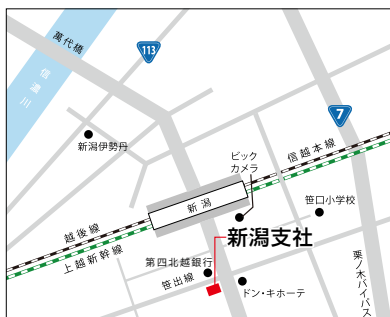 萬代橋
113
信濃川
7
新潟伊勢丹
ビック
カメラ
信越本線
新潟
笹口小学校
越後線
上越新幹線
新潟支社
第四北越銀行
笹出線
ドン・キホーテ
栗ノ木バイパス